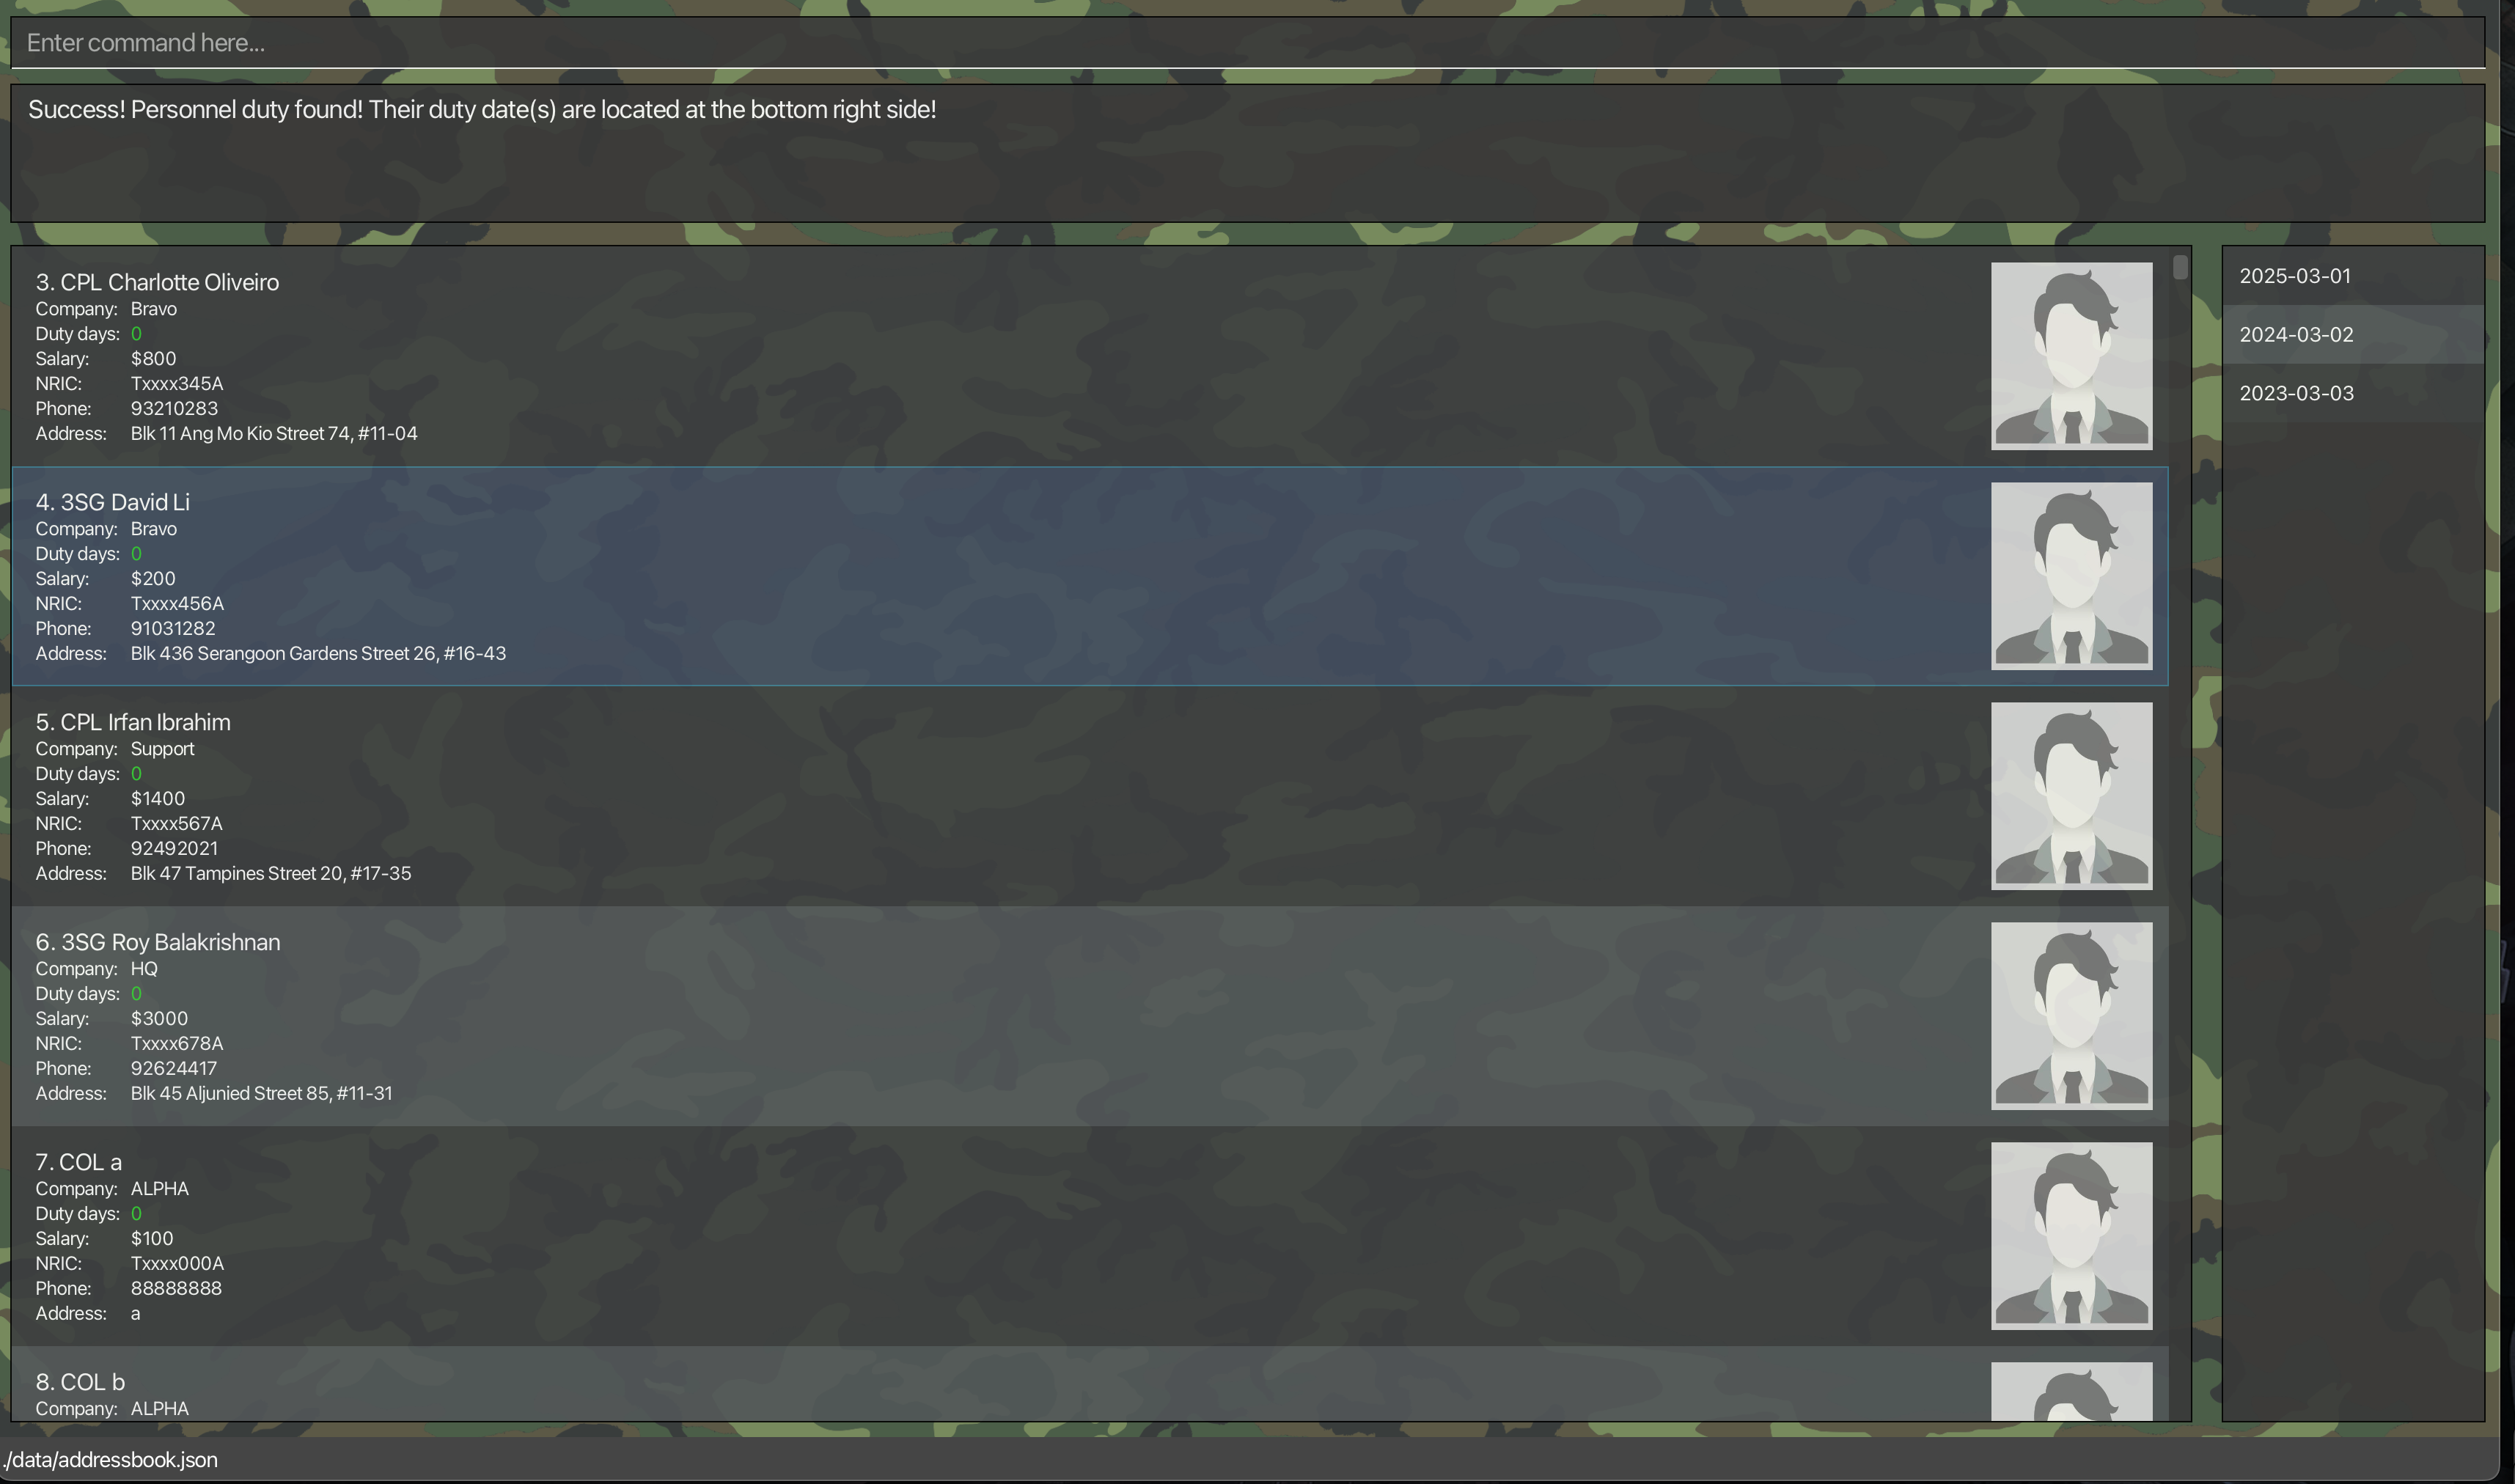 Enter command here...
Success! Personnel duty found! Their duty date(s) are located at the bottom right side!
3. CPL Charlotte Oliveiro
Company: Bravo
Duty days: 0
Salary: $800
NRIC: Txxxx345A
Phone: 93210283
Address: Blk 11 Ang Mo Kio Street 74, #11-04
4. 3SG David Li
Company: Bravo
Duty days: 0
Salary: $200
NRIC: Txxxx456A
Phone: 91031282
Address: Blk 436 Serangoon Gardens Street 26, #16-43
5. CPL Irfan Ibrahim
Company: Support
Duty days: 0
Salary: $1400
NRIC: Txxxx567A
Phone: 92492021
Address: Blk 47 Tampines Street 20, #17-35
6. 3SG Roy Balakrishnan
Company: HQ
Duty days: 0
Salary: $3000
NRIC: Txxxx678A
Phone: 92624417
Address: Blk 45 Aljunied Street 85, #11-31
7. COL a
Company: ALPHA
Duty days: 0
Salary: $100
NRIC: Txxxx000A
Phone: 88888888
Address: a
8. COL b
Company: ALPHA
2025-03-01
2024-03-02
2023-03-03
./data/addressbook.json